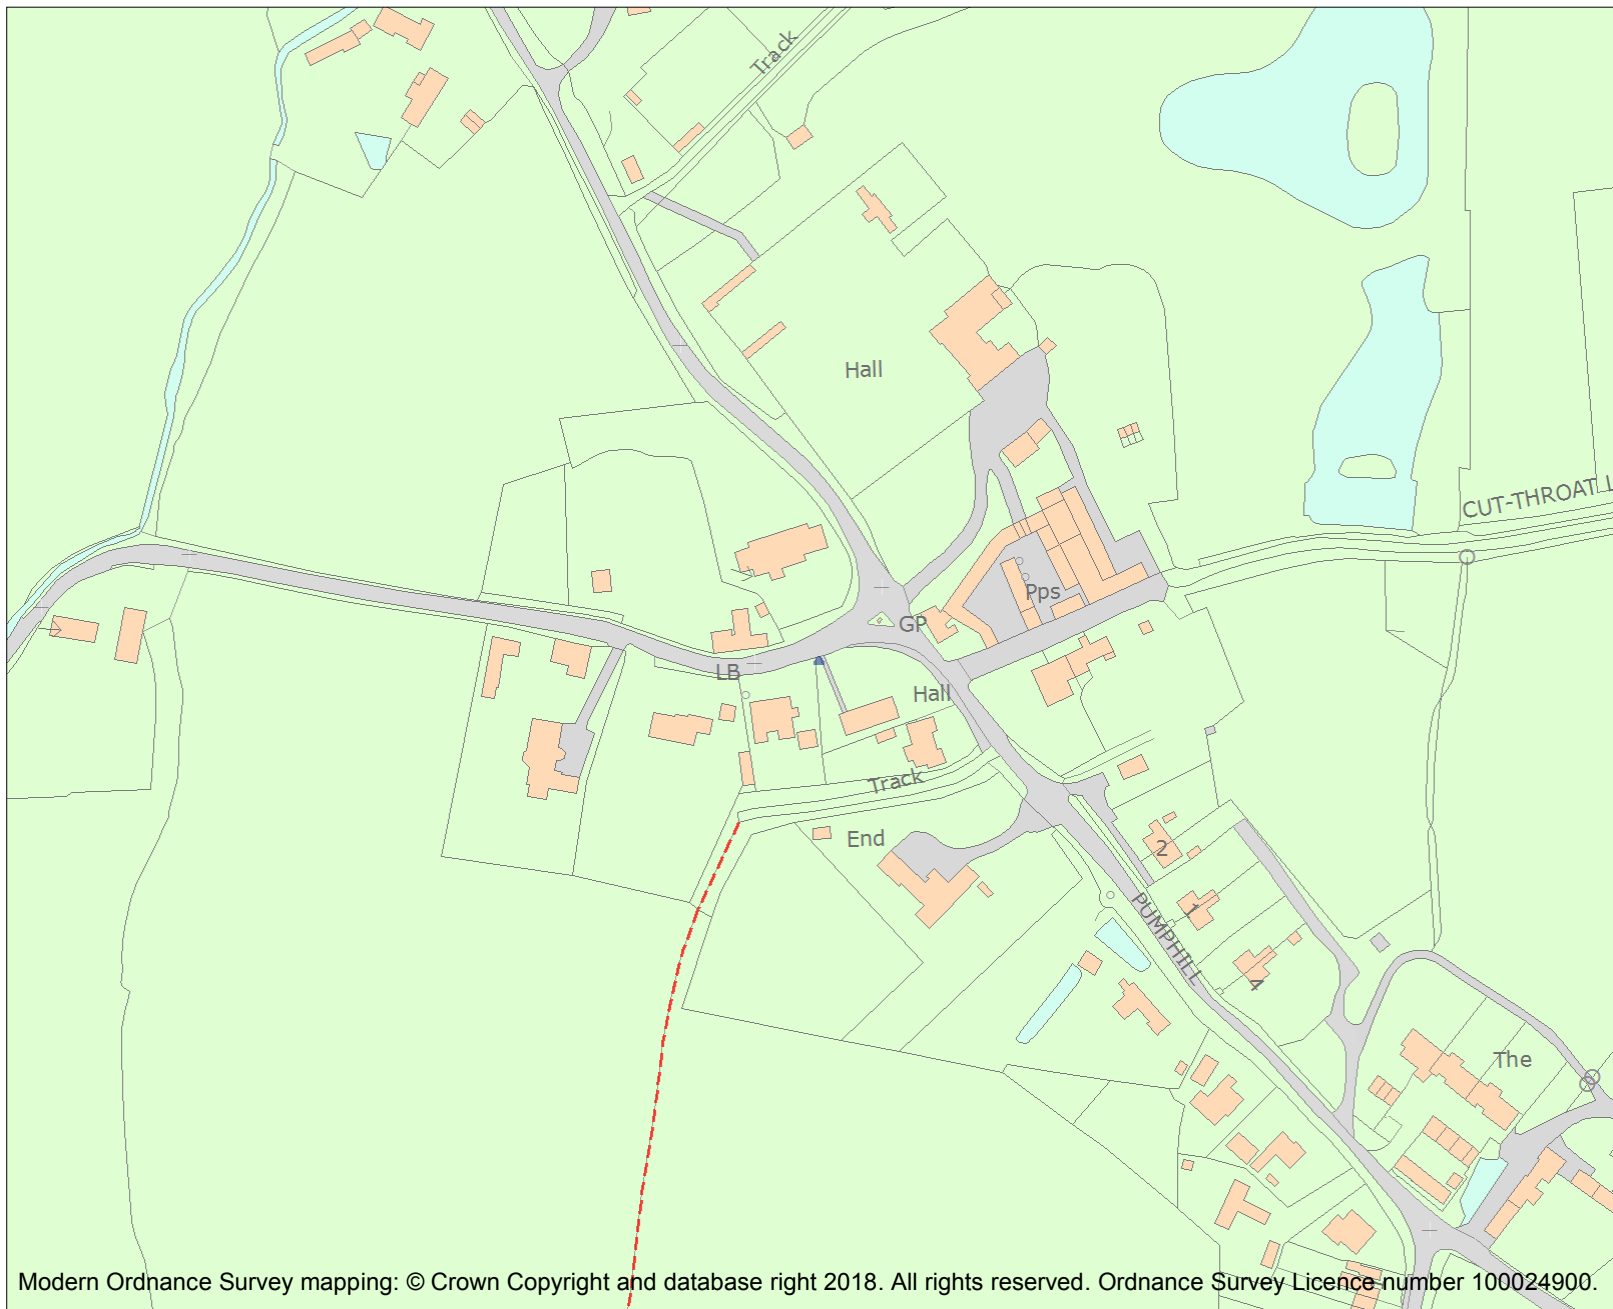 Track
Hall
CUT-THROAT L
Pps
GP
LB
Hall
Track
End
2
PUMPHILL
1
4
The
Modern Ordnance Survey mapping: © Crown Copyright and database right 2018. All rights reserved. Ordnance Survey Licence number 100024900.